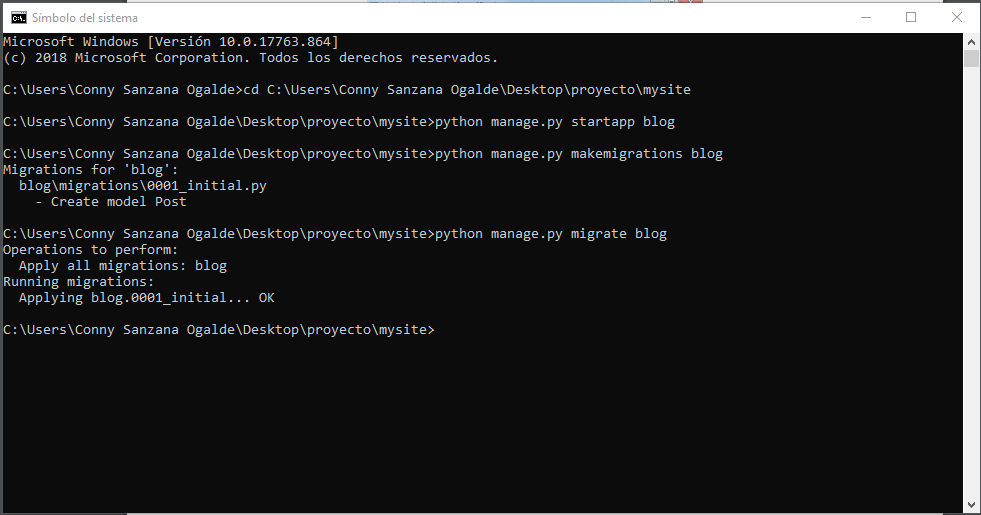 Símbolo del sistema
Microsoft Windows [Versión 10.0.17763.864]
(c) 2018 Microsoft Corporation. Todos los derechos reservados.
C:\Users\Conny Sanzana Ogalde>cd C:\Users\Conny Sanzana Ogalde\Desktop\proyecto\mysite
C:\Users\Conny Sanzana Ogalde\Desktop\proyecto\mysite>python manage.py startapp blog
C:\Users\Conny Sanzana Ogalde\Desktop\proyecto\mysite>python manage.py makemigrations blog
Migrations for 'blog':
  blog\migrations\0001_initial.py
    - Create model Post
C:\Users\Conny Sanzana Ogalde\Desktop\proyecto\mysite>python manage.py migrate blog
Operations to perform:
  Apply all migrations: blog
Running migrations:
  Applying blog.0001_initial... OK
C:\Users\Conny Sanzana Ogalde\Desktop\proyecto\mysite>